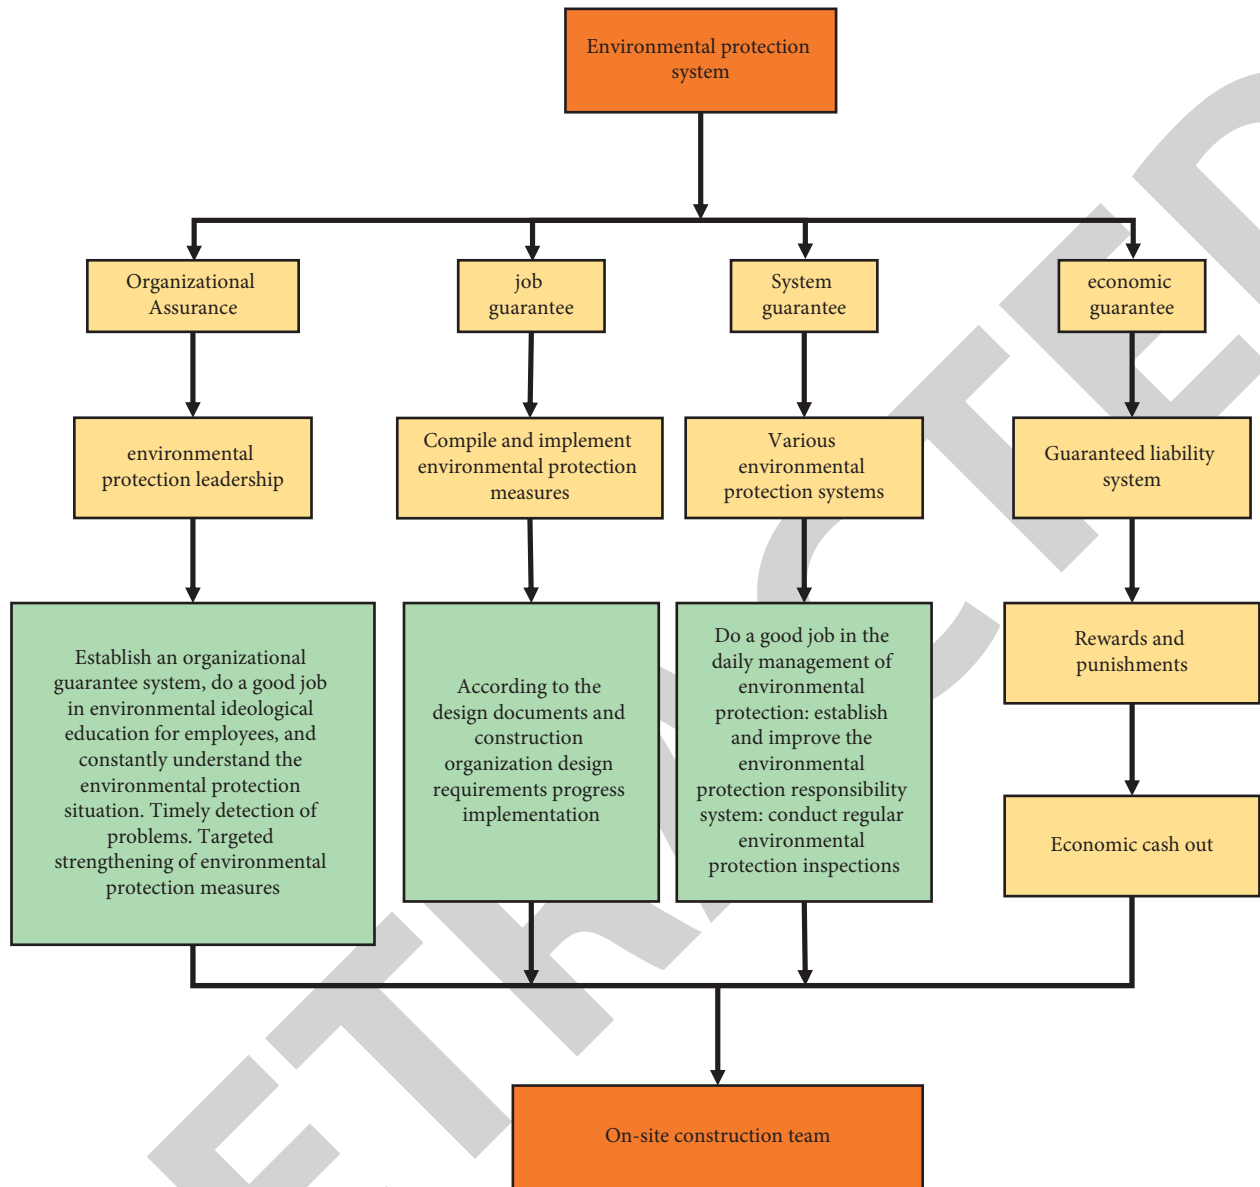 Environmental protection
system
Organizational
Assurance
job
guarantee
System
guarantee
economic
guarantee
environmental
protection leadership
Compile and implement
environmental protection
measures
Various
environmental
protection systems
Guaranteed liability
system
Establish an organizational
guarantee system, do a good job
in environmental ideological
education for employees, and
constantly understand the
environmental protection
situation. Timely detection of
problems. Targeted
strengthening of environmental
protection measures
According to the
design documents and
construction
organization design
requirements progress
implementation
Do a good job in the
daily management of
environmental
protection: establish
and improve the
environmental
protection responsibility
system: conduct regular
environmental
protection inspections
Rewards and
punishments
Economic cash out
On-site construction team